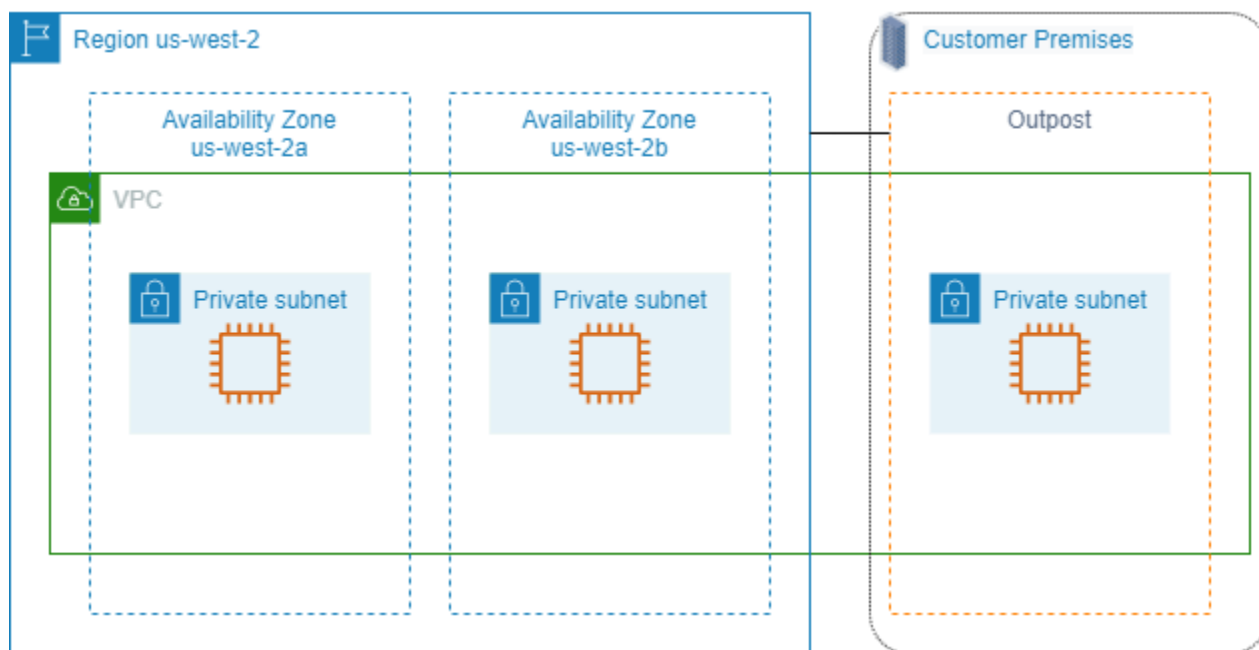 Region us-west-2
Customer Premises
Availability Zone
us-west-2a
Availability Zone
us-west-2b
Outpost
VPC
Private subnet
Private subnet
Private subnet